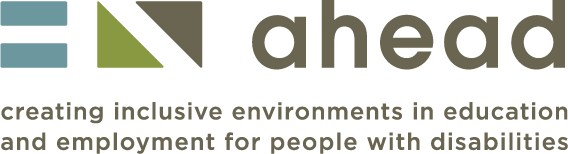 ahead
creating inclusive environments in education
and employment for people with disabilities